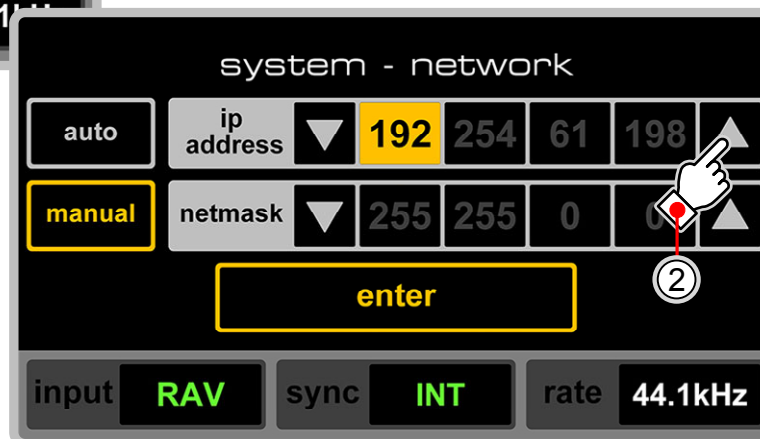 system - network
auto
ip address
192 254 61 198
manual
netmask
255 255 0
2
enter
input RAV sync INT rate 44.1kHz